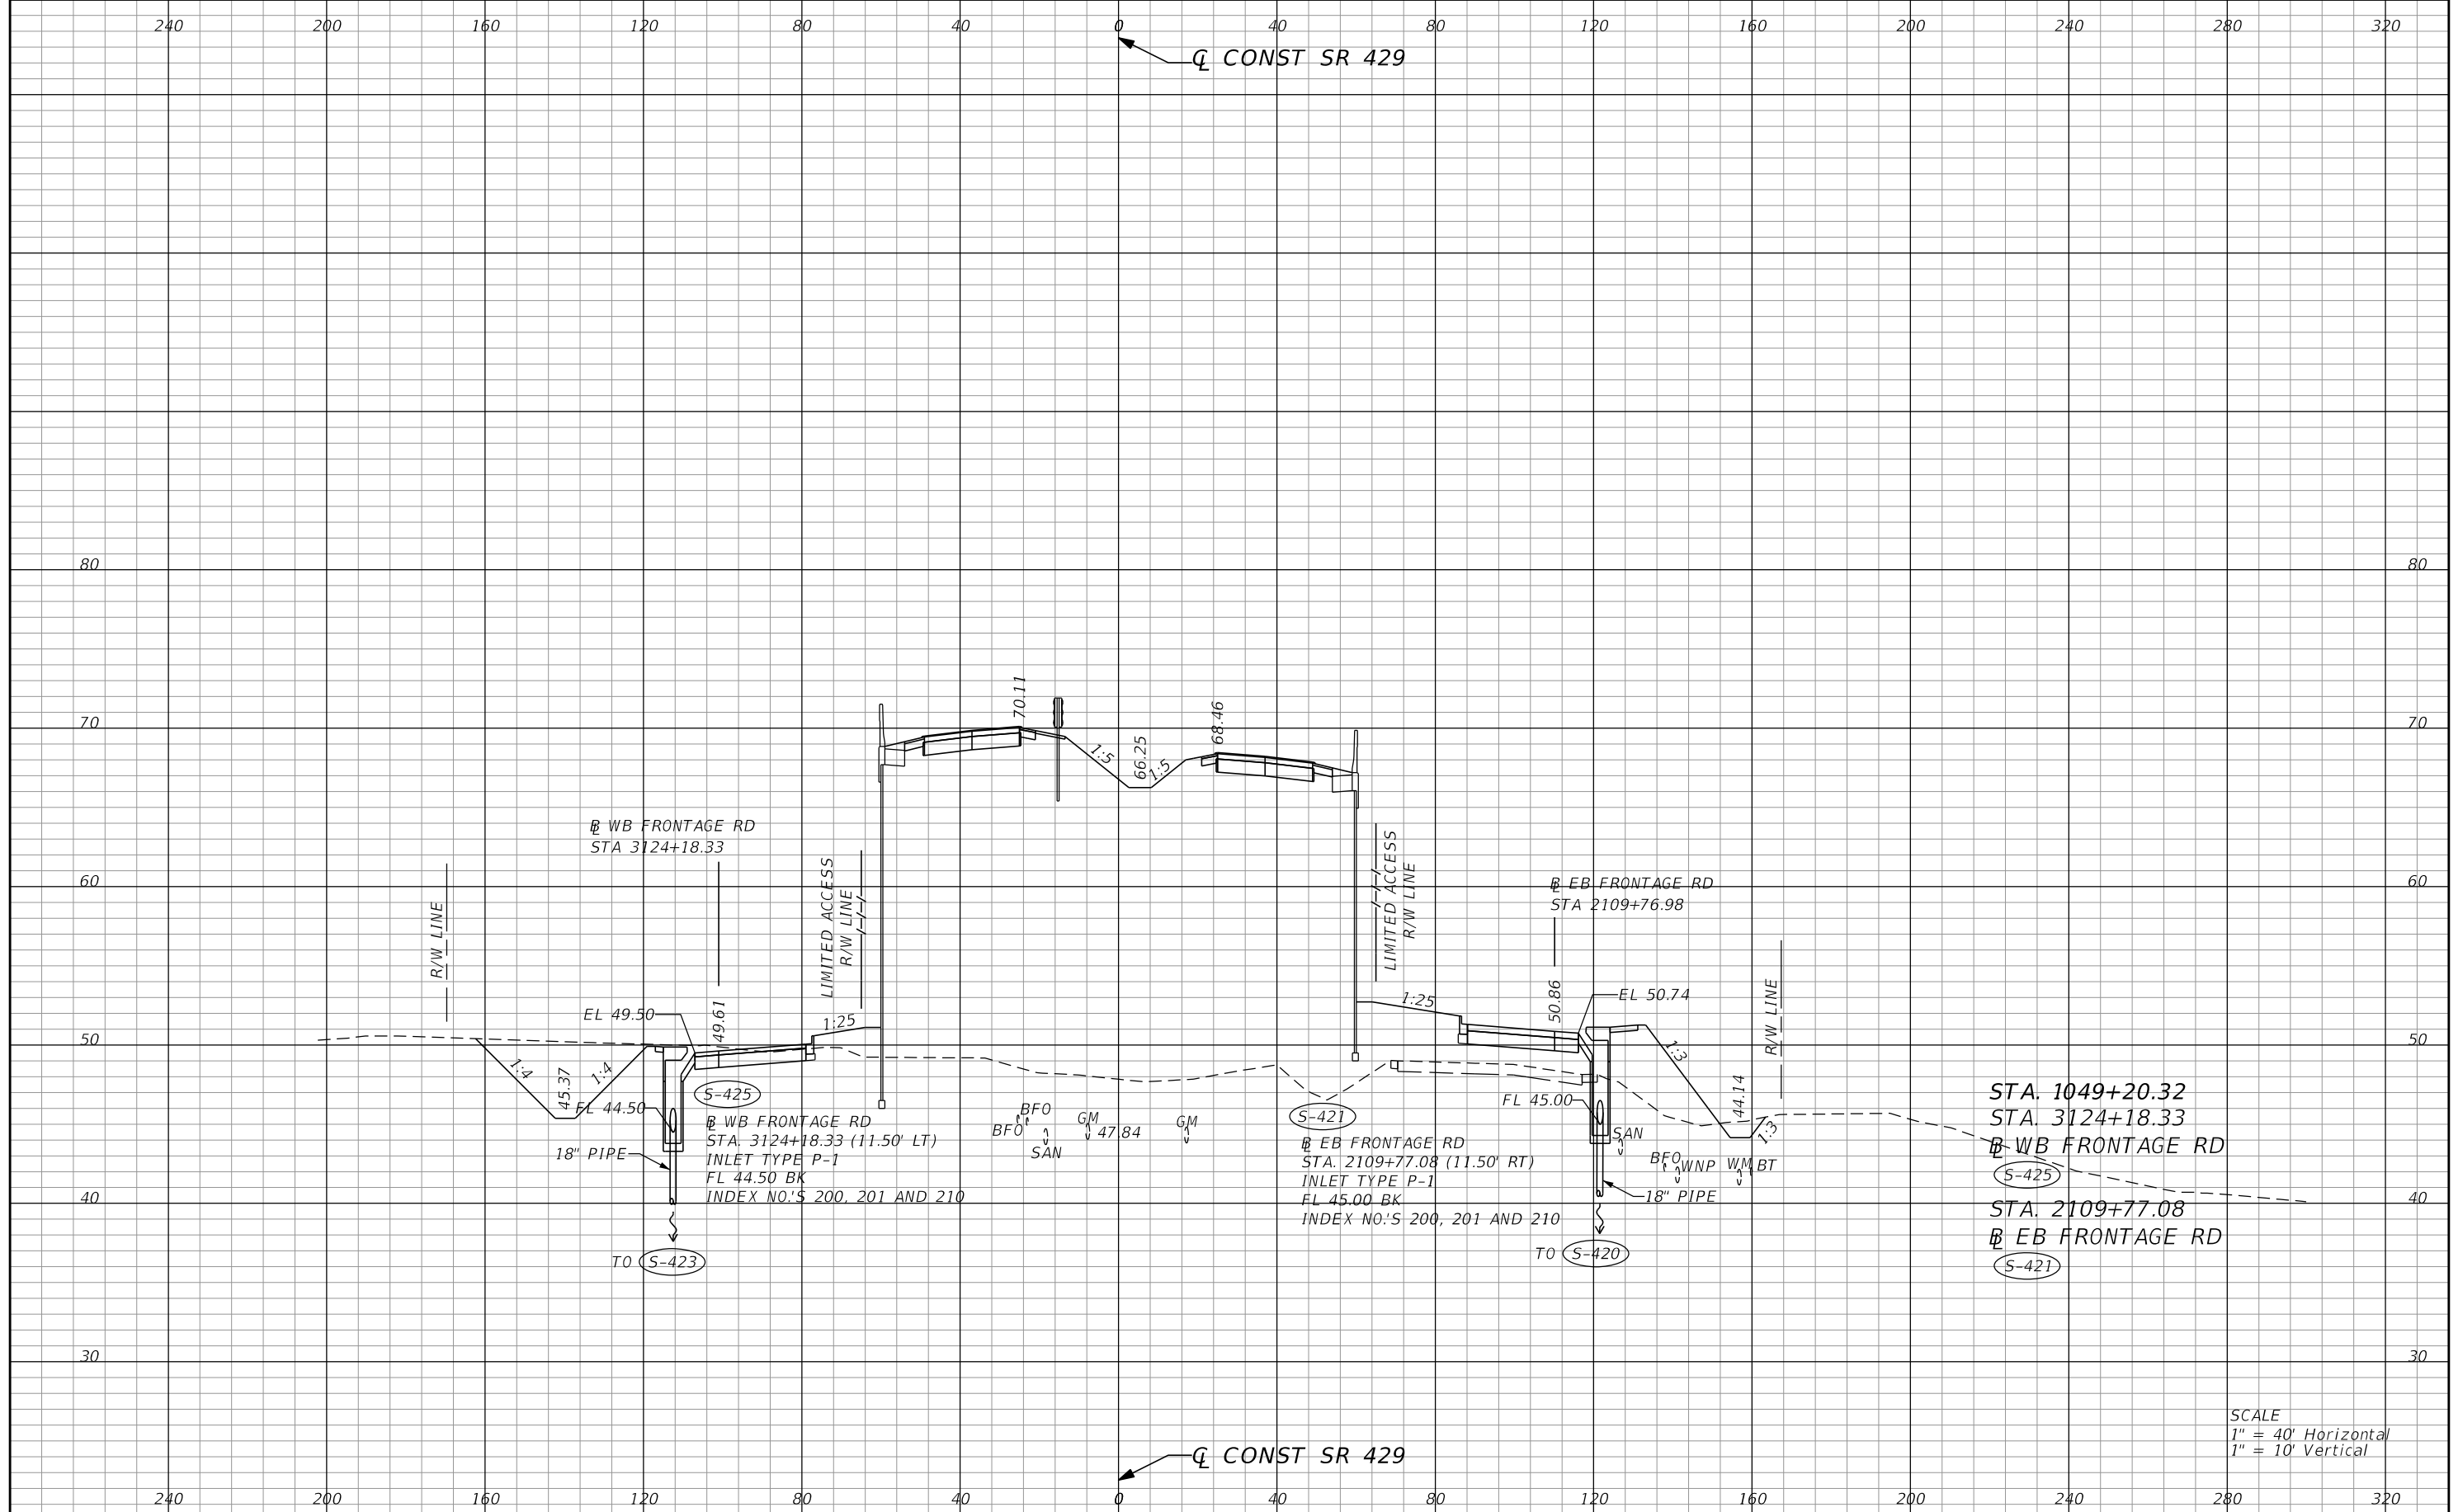 240 200 160 120 80 40 0 40 80 120 160 200 240 280 320
℄ CONST SR 429
80 80
70.11
68.46
70 70
1:5
66.25
1:5
B̲L WB FRONTAGE RD
STA 3124+18.33
LIMITED ACCESS
R/W LINE
LIMITED ACCESS
R/W LINE
60 60
B̲L EB FRONTAGE RD
STA 2109+76.98
R/W LINE
R/W LINE
EL 49.50
49.61
1:25
1:25
50.86
EL 50.74
50 50
1:4
45.37
1:4
1:3
44.14
1:3
FL 44.50
S-425
B̲L WB FRONTAGE RD
STA. 3124+18.33 (11.50' LT)
INLET TYPE P-1
FL 44.50 BK
INDEX NO.'S 200, 201 AND 210
18" PIPE
TO S-423
BFO
BFO
SAN
GM
47.84
GM
FL 45.00
S-421
B̲L EB FRONTAGE RD
STA. 2109+77.08 (11.50' RT)
INLET TYPE P-1
FL 45.00 BK
INDEX NO.'S 200, 201 AND 210
SAN
BFO
WNP
WM
BT
18" PIPE
TO S-420
STA. 1049+20.32
STA. 3124+18.33
B̲L WB FRONTAGE RD
S-425
STA. 2109+77.08
B̲L EB FRONTAGE RD
S-421
40 40
30 30
SCALE
1" = 40' Horizontal
1" = 10' Vertical
℄ CONST SR 429
240 200 160 120 80 40 0 40 80 120 160 200 240 280 320